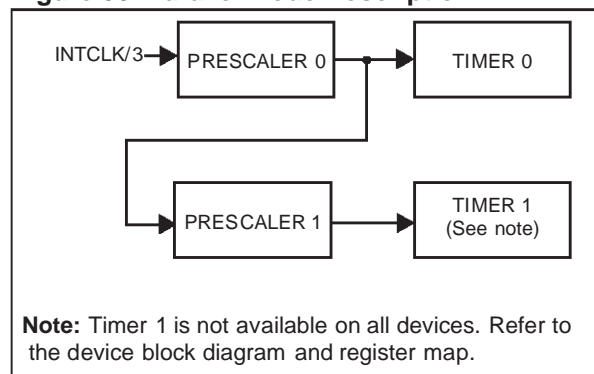 INTCLK/3
PRESCALER 0
TIMER 0
PRESCALER 1
TIMER 1
(See note)
Note: Timer 1 is not available on all devices. Refer to
the device block diagram and register map.